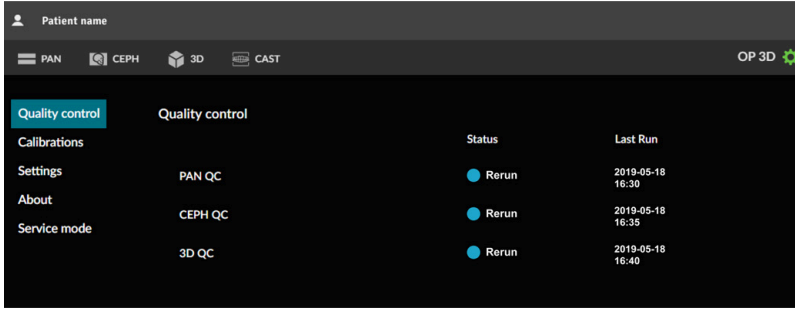 Patient name
PAN CEPH 3D CAST OP 3D
Quality control Quality control
Calibrations Status Last Run
Settings PAN QC Rerun 2019-05-18
16:30
About
CEPH QC Rerun 2019-05-18
16:35
Service mode
3D QC Rerun 2019-05-18
16:40